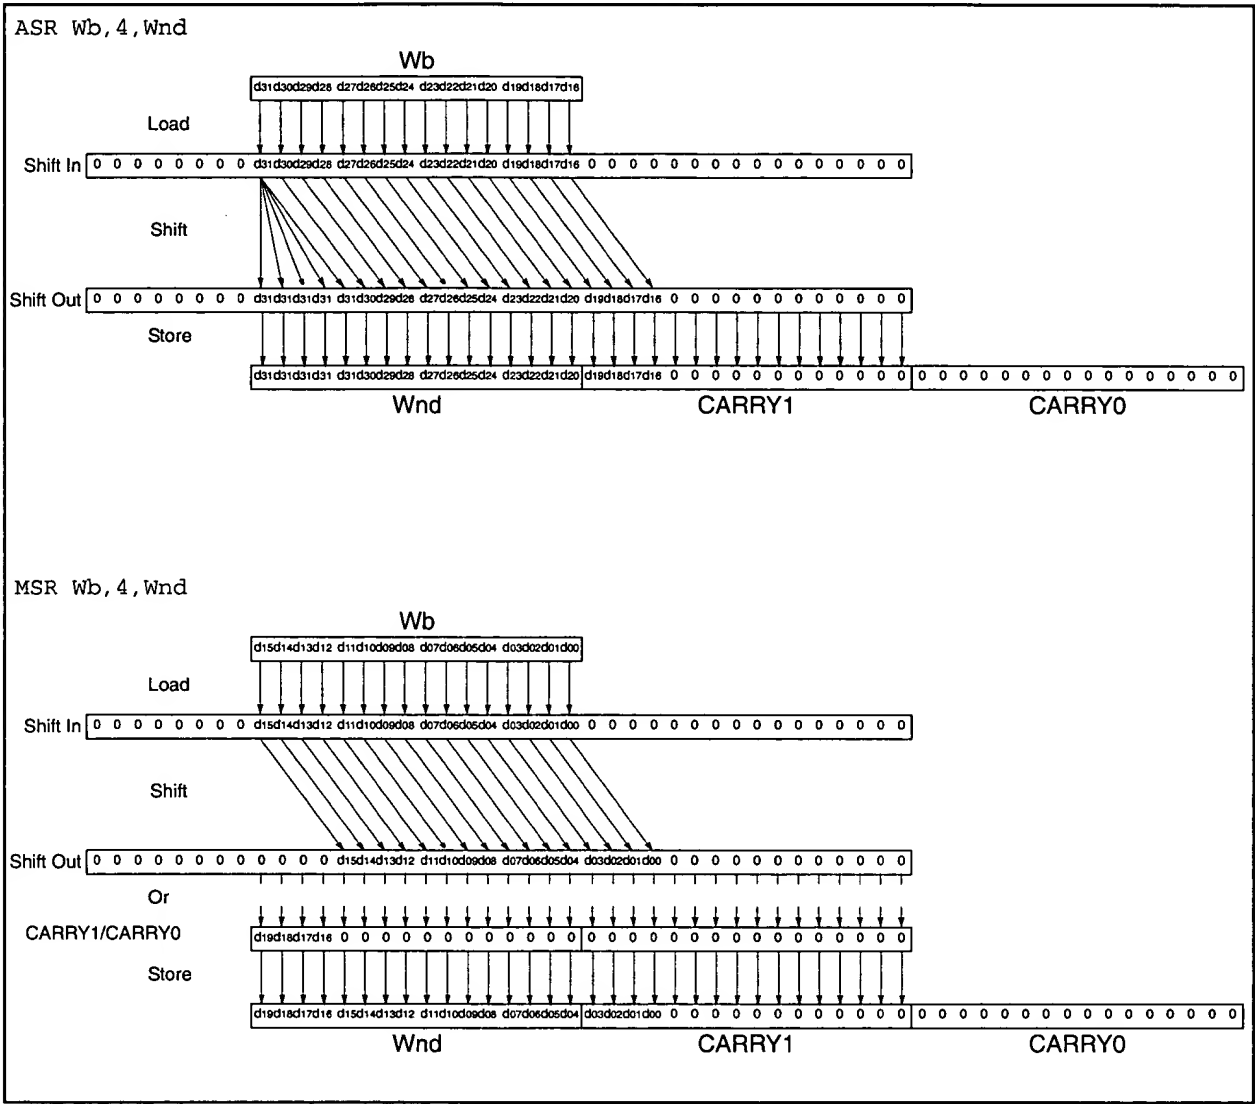 ASR Wb,4,Wnd
Wb
d31d30d29d28 d27d26d25d24 d23d22d21d20 d19d18d17d16
Load
Shift In 0 0 0 0 0 0 0 0 d31d30d29d28 d27d26d25d24 d23d22d21d20 d19d18d17d16 0 0 0 0 0 0 0 0 0 0 0 0 0 0 0 0
Shift
Shift Out 0 0 0 0 0 0 0 0 d31d31d31d31 d31d30d29d28 d27d26d25d24 d23d22d21d20 d19d18d17d16 0 0 0 0 0 0 0 0 0 0 0 0
Store
d31d31d31d31 d31d30d29d28 d27d26d25d24 d23d22d21d20 d19d18d17d16 0 0 0 0 0 0 0 0 0 0 0 0 0 0 0 0 0 0 0 0 0 0 0 0 0 0 0 0
Wnd CARRY1 CARRY0
MSR Wb,4,Wnd
Wb
d15d14d13d12 d11d10d09d08 d07d06d05d04 d03d02d01d00
Load
Shift In 0 0 0 0 0 0 0 0 d15d14d13d12 d11d10d09d08 d07d06d05d04 d03d02d01d00 0 0 0 0 0 0 0 0 0 0 0 0 0 0 0 0
Shift
Shift Out 0 0 0 0 0 0 0 0 0 0 0 0 d15d14d13d12 d11d10d09d08 d07d06d05d04 d03d02d01d00 0 0 0 0 0 0 0 0 0 0 0 0
Or
CARRY1/CARRY0 d19d18d17d16 0 0 0 0 0 0 0 0 0 0 0 0 0 0 0 0 0 0 0 0 0 0 0 0 0 0 0 0
Store
d19d18d17d16 d15d14d13d12 d11d10d09d08 d07d06d05d04 d03d02d01d00 0 0 0 0 0 0 0 0 0 0 0 0 0 0 0 0 0 0 0 0 0 0 0 0 0 0 0 0
Wnd CARRY1 CARRY0